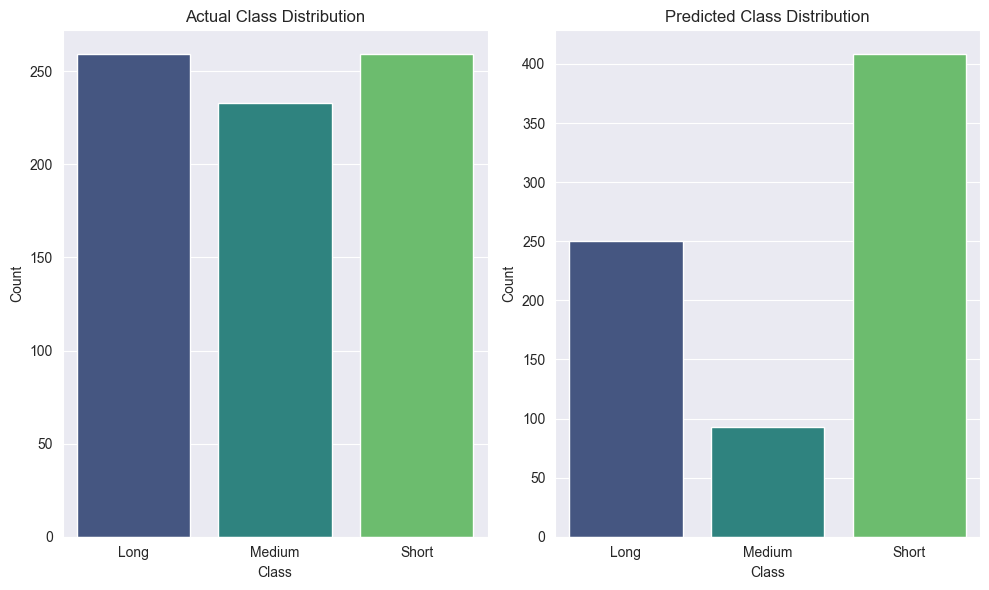 Actual Class Distribution
Count
250
200
150
100
50
0
Long Medium Short
Class
Predicted Class Distribution
Count
400
350
300
250
200
150
100
50
0
Long Medium Short
Class